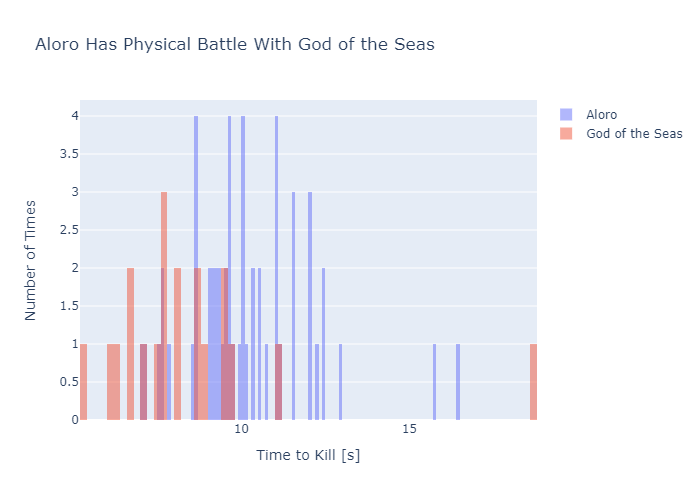 Aloro Has Physical Battle With God of the Seas
Aloro
God of the Seas
4
3.5
3
2.5
2
1.5
1
0.5
0
10
15
Number of Times
Time to Kill [s]